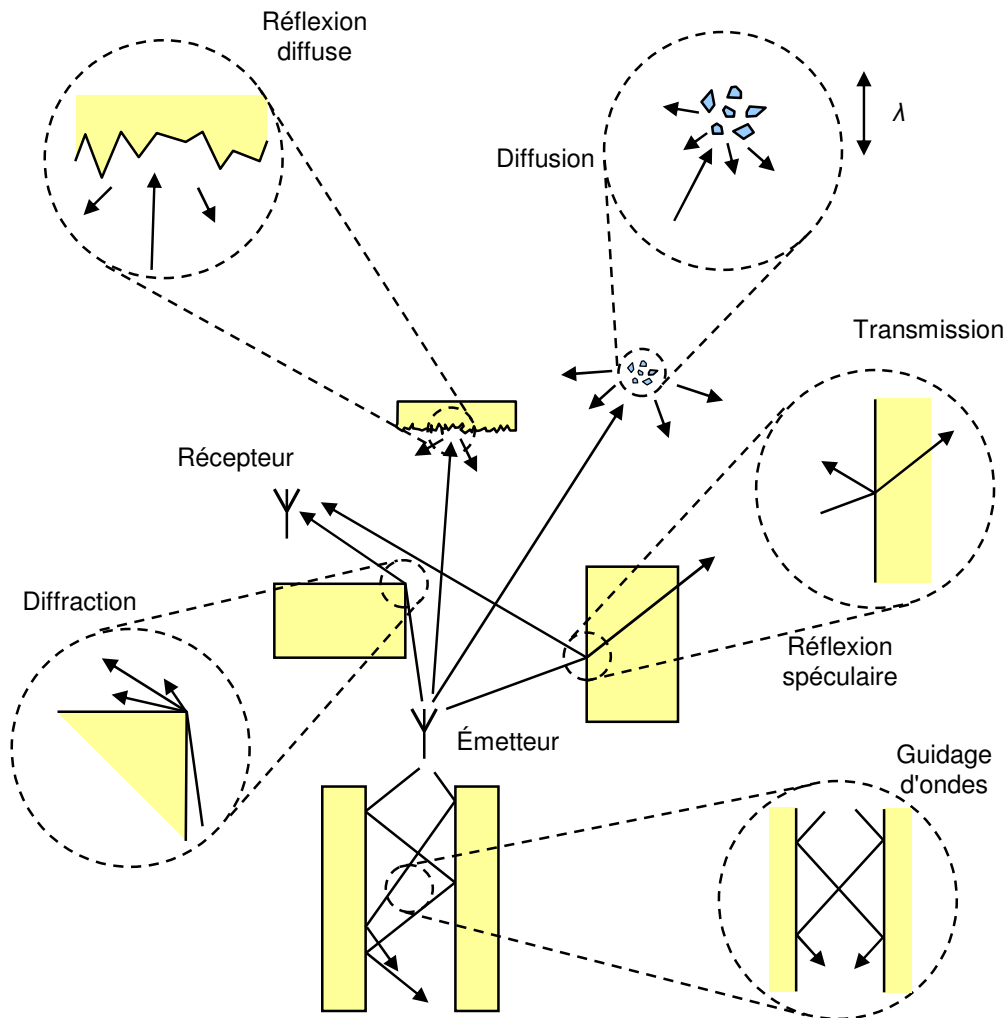 Réflexion
diffuse
λ
Diffusion
Transmission
Récepteur
Diffraction
Réflexion
spéculaire
Émetteur
Guidage
d'ondes